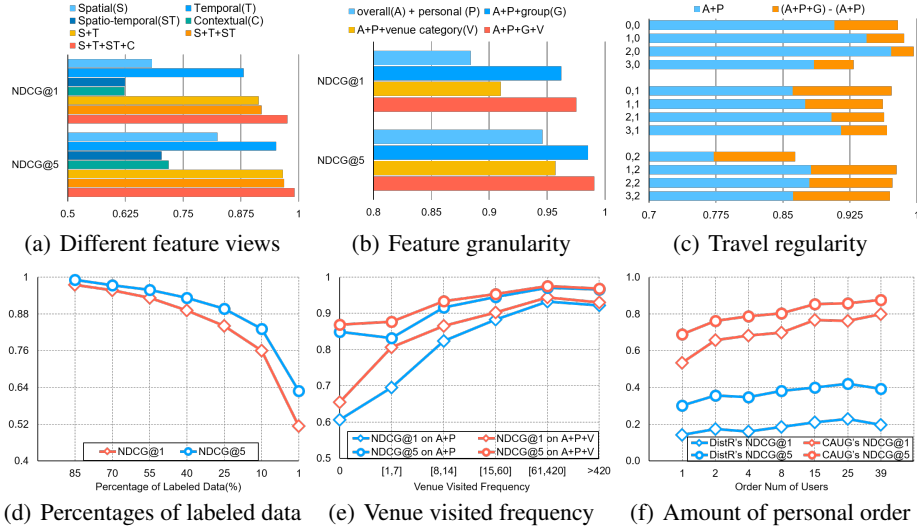 Spatial(S) Temporal(T)
Spatio-temporal(ST) Contextual(C)
S+T S+T+ST
S+T+ST+C
NDCG@1
NDCG@5
0.5 0.625 0.75 0.875 1
(a) Different feature views
overall(A) + personal (P) A+P+group(G)
A+P+venue category(V) A+P+G+V
NDCG@1
NDCG@5
0.8 0.85 0.9 0.95 1
(b) Feature granularity
A+P (A+P+G) - (A+P)
0,0
1,0
2,0
3,0
0,1
1,1
2,1
3,1
0,2
1,2
2,2
3,2
0.7 0.775 0.85 0.925 1
(c) Travel regularity
1
0.88
0.76
0.64
0.52
0.4
NDCG@1 NDCG@5
85 70 55 40 25 10 1
Percentage of Labeled Data(%)
(d) Percentages of labeled data
1
0.9
0.8
0.7
0.6
0.5
NDCG@1 on A+P NDCG@1 on A+P+V
NDCG@5 on A+P NDCG@5 on A+P+V
0 [1,7] [8,14] [15,60] [61,420] >420
Venue Visited Frequency
(e) Venue visited frequency
1.0
0.8
0.6
0.4
0.2
0.0
DistR's NDCG@1 CAUG's NDCG@1
DistR's NDCG@5 CAUG's NDCG@5
1 2 4 8 15 25 39
Order Num of Users
(f) Amount of personal order